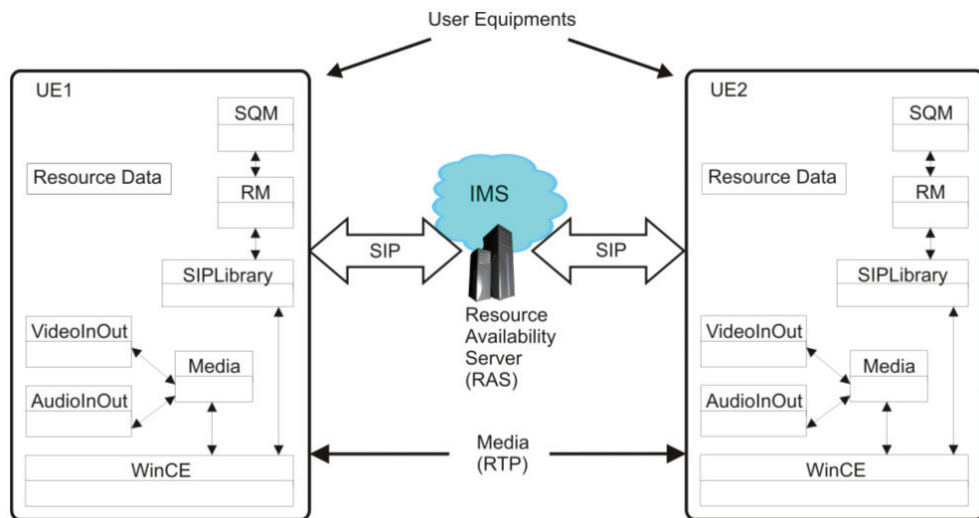 User Equipments
UE1
SQM
Resource Data
RM
SIPLibrary
VideoInOut
Media
AudioInOut
WinCE
SIP
IMS
SIP
Resource
Availability
Server
(RAS)
Media
(RTP)
UE2
SQM
Resource Data
RM
SIPLibrary
VideoInOut
Media
AudioInOut
WinCE